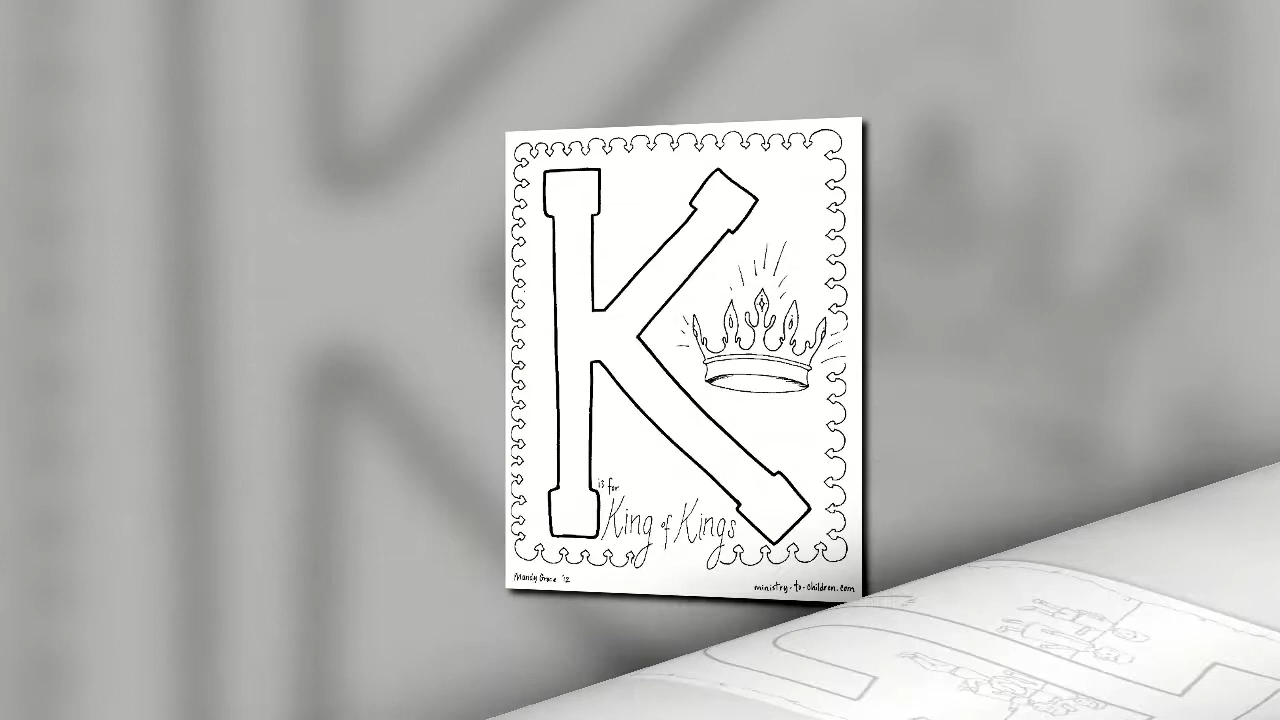 K
is for
King of Kings
Mandy Groce '12
ministry-to-children.com